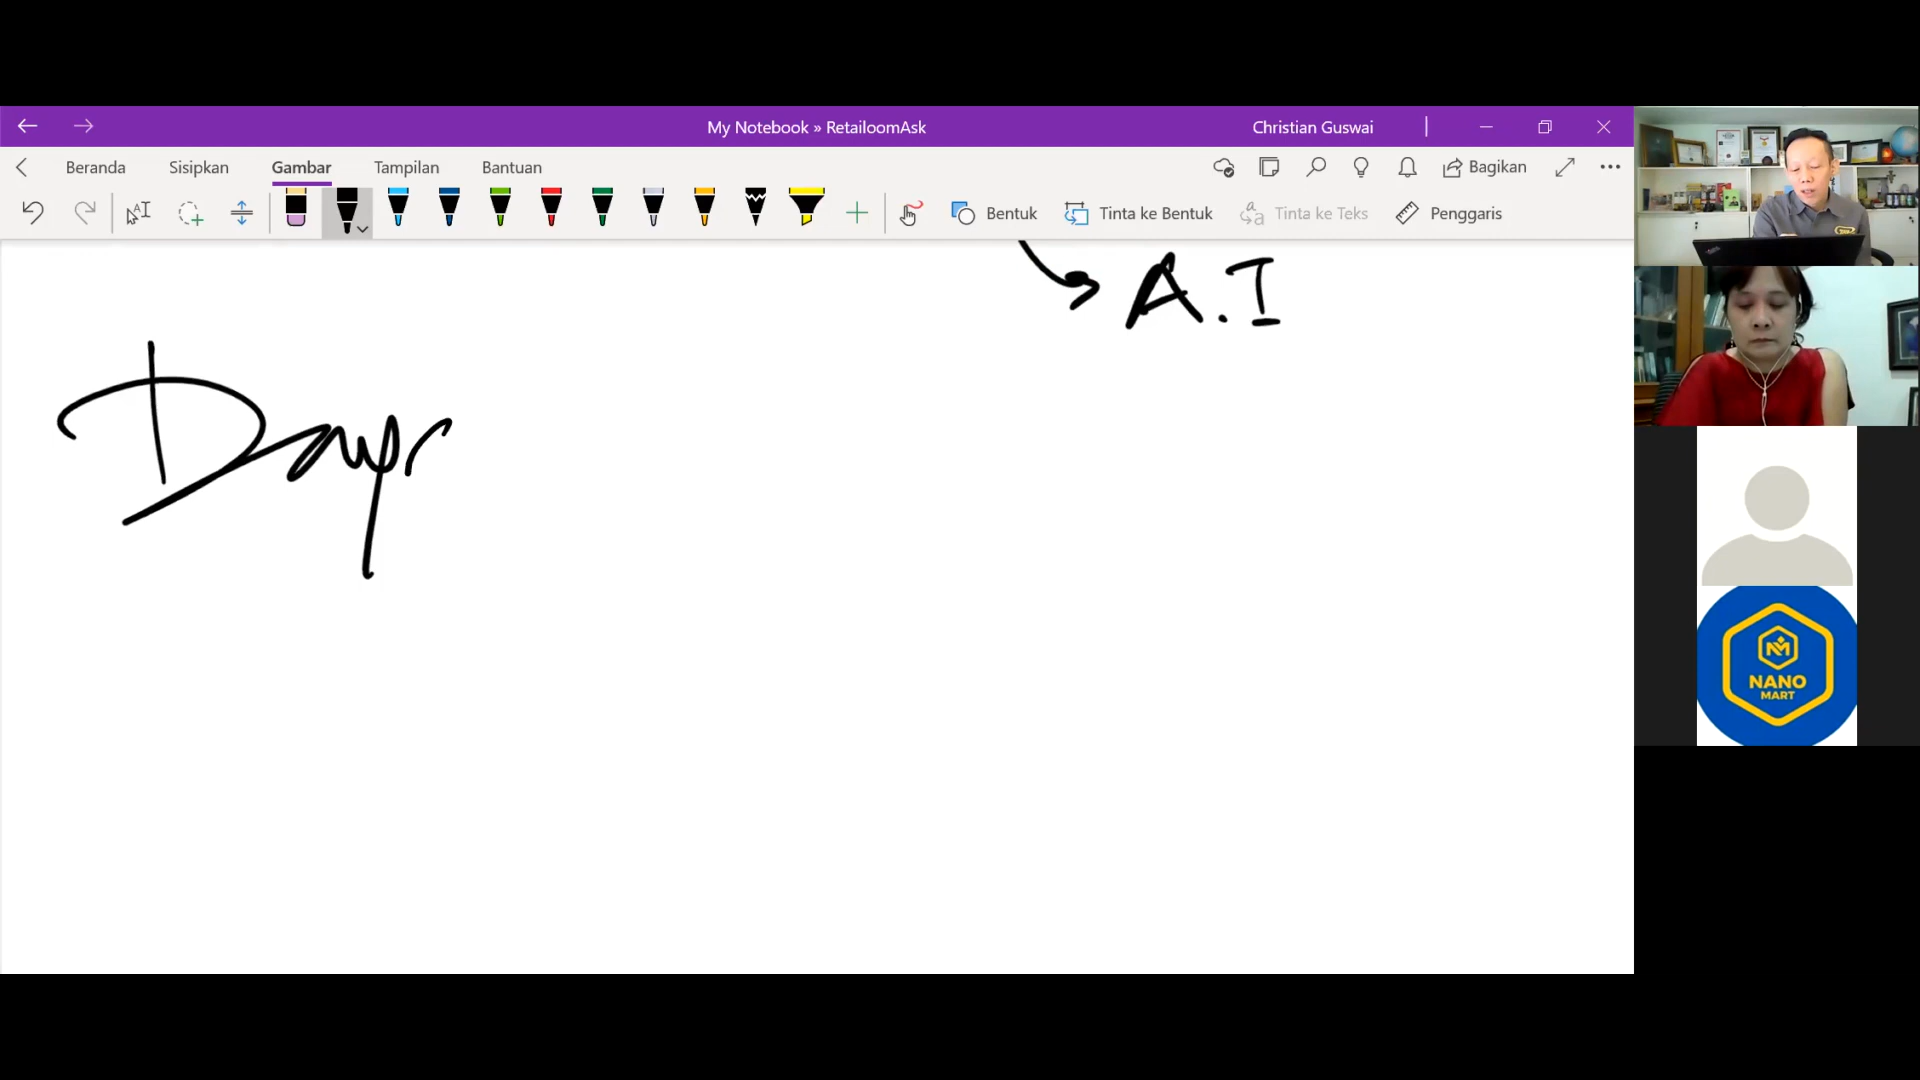 My Notebook » RetailoomAsk
Christian Guswai
Beranda Sisipkan Gambar Tampilan Bantuan
Bagikan
Bentuk Tinta ke Bentuk Tinta ke Teks Penggaris
A.I
NANO
MART